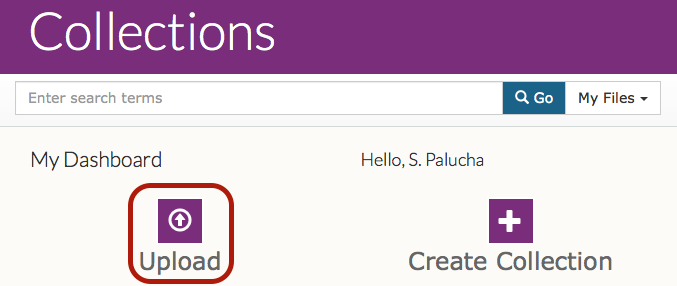 Collections
Enter search terms
Go
My Files
My Dashboard
Hello, S. Palucha
Upload
Create Collection